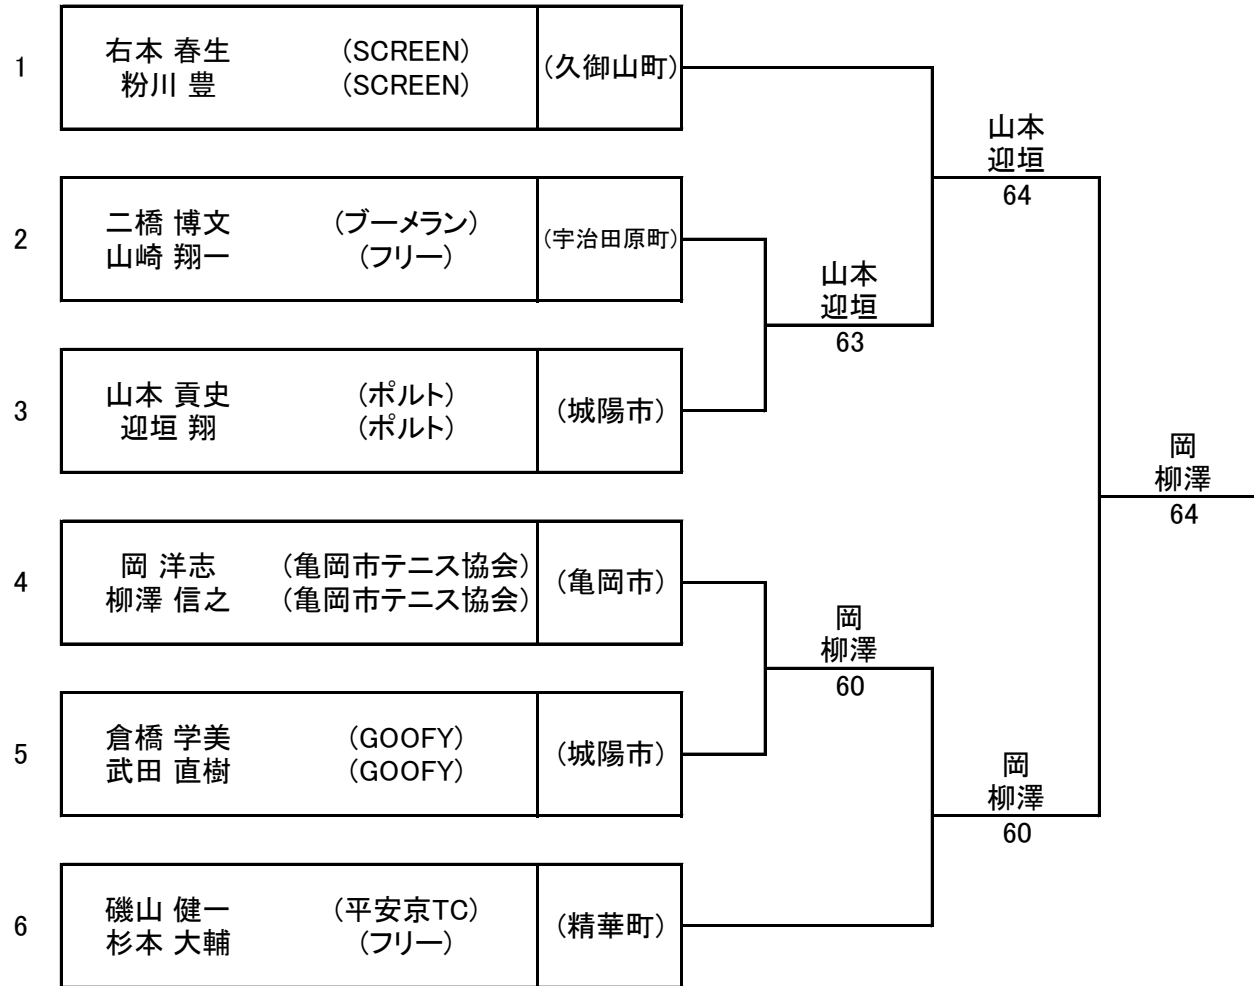 1
右本 春生 (SCREEN)
粉川 豊 (SCREEN)
(久御山町)
山本
迎垣
64
2
二橋 博文 (ブーメラン)
山崎 翔一 (フリー)
(宇治田原町)
山本
迎垣
63
3
山本 貢史 (ポルト)
迎垣 翔 (ポルト)
(城陽市)
岡
柳澤
64
4
岡 洋志 (亀岡市テニス協会)
柳澤 信之 (亀岡市テニス協会)
(亀岡市)
岡
柳澤
60
5
倉橋 学美 (GOOFY)
武田 直樹 (GOOFY)
(城陽市)
岡
柳澤
60
6
磯山 健一 (平安京TC)
杉本 大輔 (フリー)
(精華町)